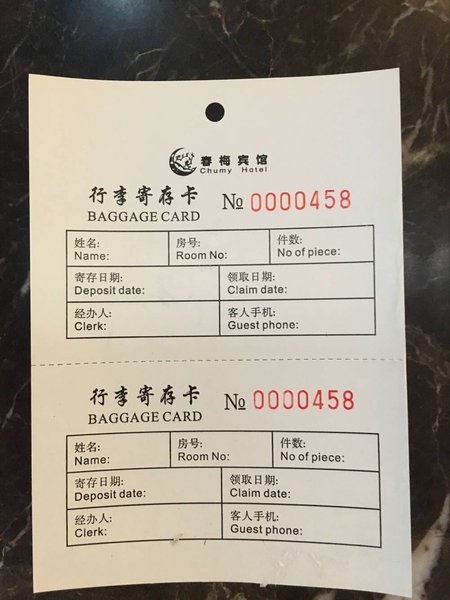 春梅宾馆
Chumy Hotel
行李寄存卡 № 0000458
BAGGAGE CARD
姓名: 房号: 件数:
Name: Room No: No of piece:
寄存日期: 领取日期:
Deposit date: Claim date:
经办人: 客人手机:
Clerk: Guest phone:
行李寄存卡 № 0000458
BAGGAGE CARD
姓名: 房号: 件数:
Name: Room No: No of piece:
寄存日期: 领取日期:
Deposit date: Claim date:
经办人: 客人手机:
Clerk: Guest phone: